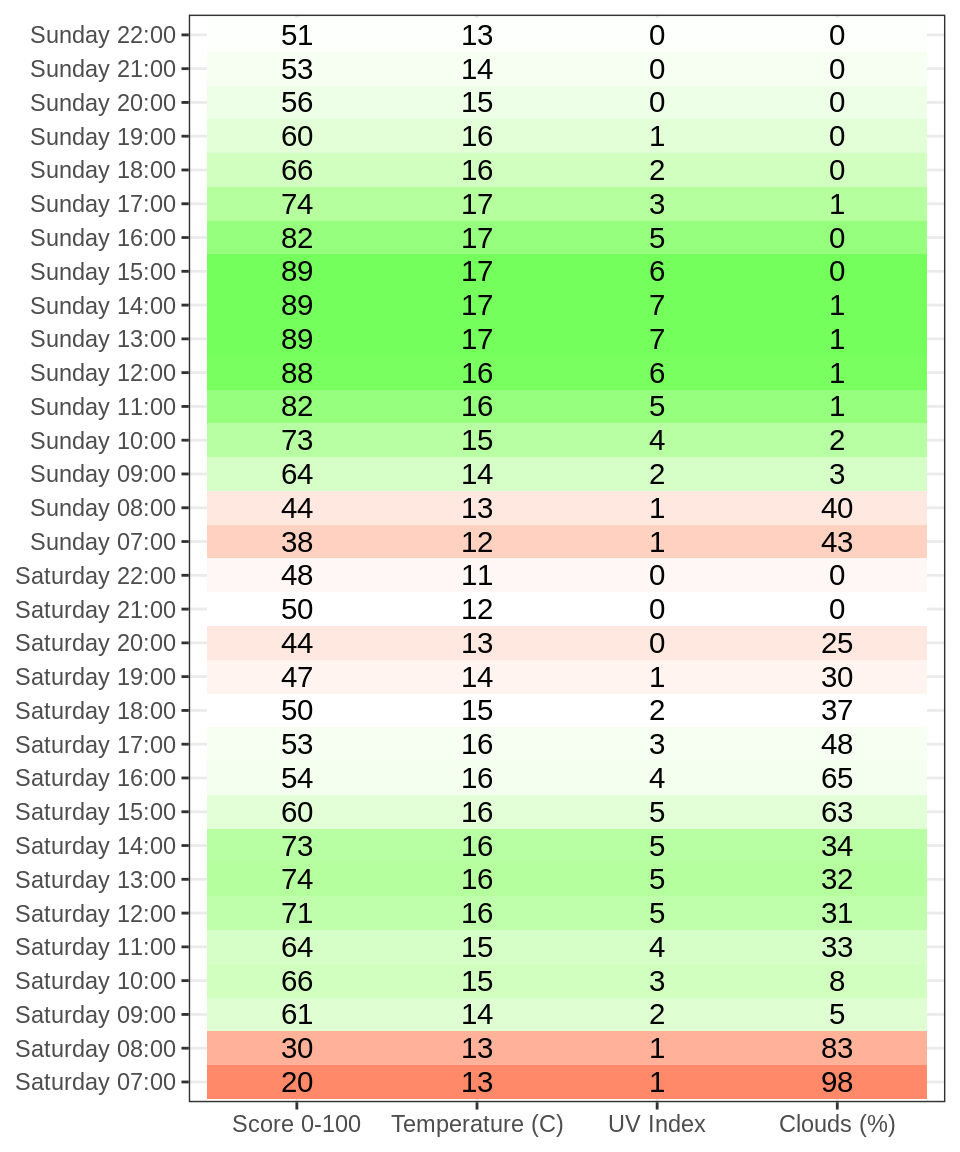 Sunday 22:00 51 13 0 0
Sunday 21:00 53 14 0 0
Sunday 20:00 56 15 0 0
Sunday 19:00 60 16 1 0
Sunday 18:00 66 16 2 0
Sunday 17:00 74 17 3 1
Sunday 16:00 82 17 5 0
Sunday 15:00 89 17 6 0
Sunday 14:00 89 17 7 1
Sunday 13:00 89 17 7 1
Sunday 12:00 88 16 6 1
Sunday 11:00 82 16 5 1
Sunday 10:00 73 15 4 2
Sunday 09:00 64 14 2 3
Sunday 08:00 44 13 1 40
Sunday 07:00 38 12 1 43
Saturday 22:00 48 11 0 0
Saturday 21:00 50 12 0 0
Saturday 20:00 44 13 0 25
Saturday 19:00 47 14 1 30
Saturday 18:00 50 15 2 37
Saturday 17:00 53 16 3 48
Saturday 16:00 54 16 4 65
Saturday 15:00 60 16 5 63
Saturday 14:00 73 16 5 34
Saturday 13:00 74 16 5 32
Saturday 12:00 71 16 5 31
Saturday 11:00 64 15 4 33
Saturday 10:00 66 15 3 8
Saturday 09:00 61 14 2 5
Saturday 08:00 30 13 1 83
Saturday 07:00 20 13 1 98
Score 0-100 Temperature (C) UV Index Clouds (%)